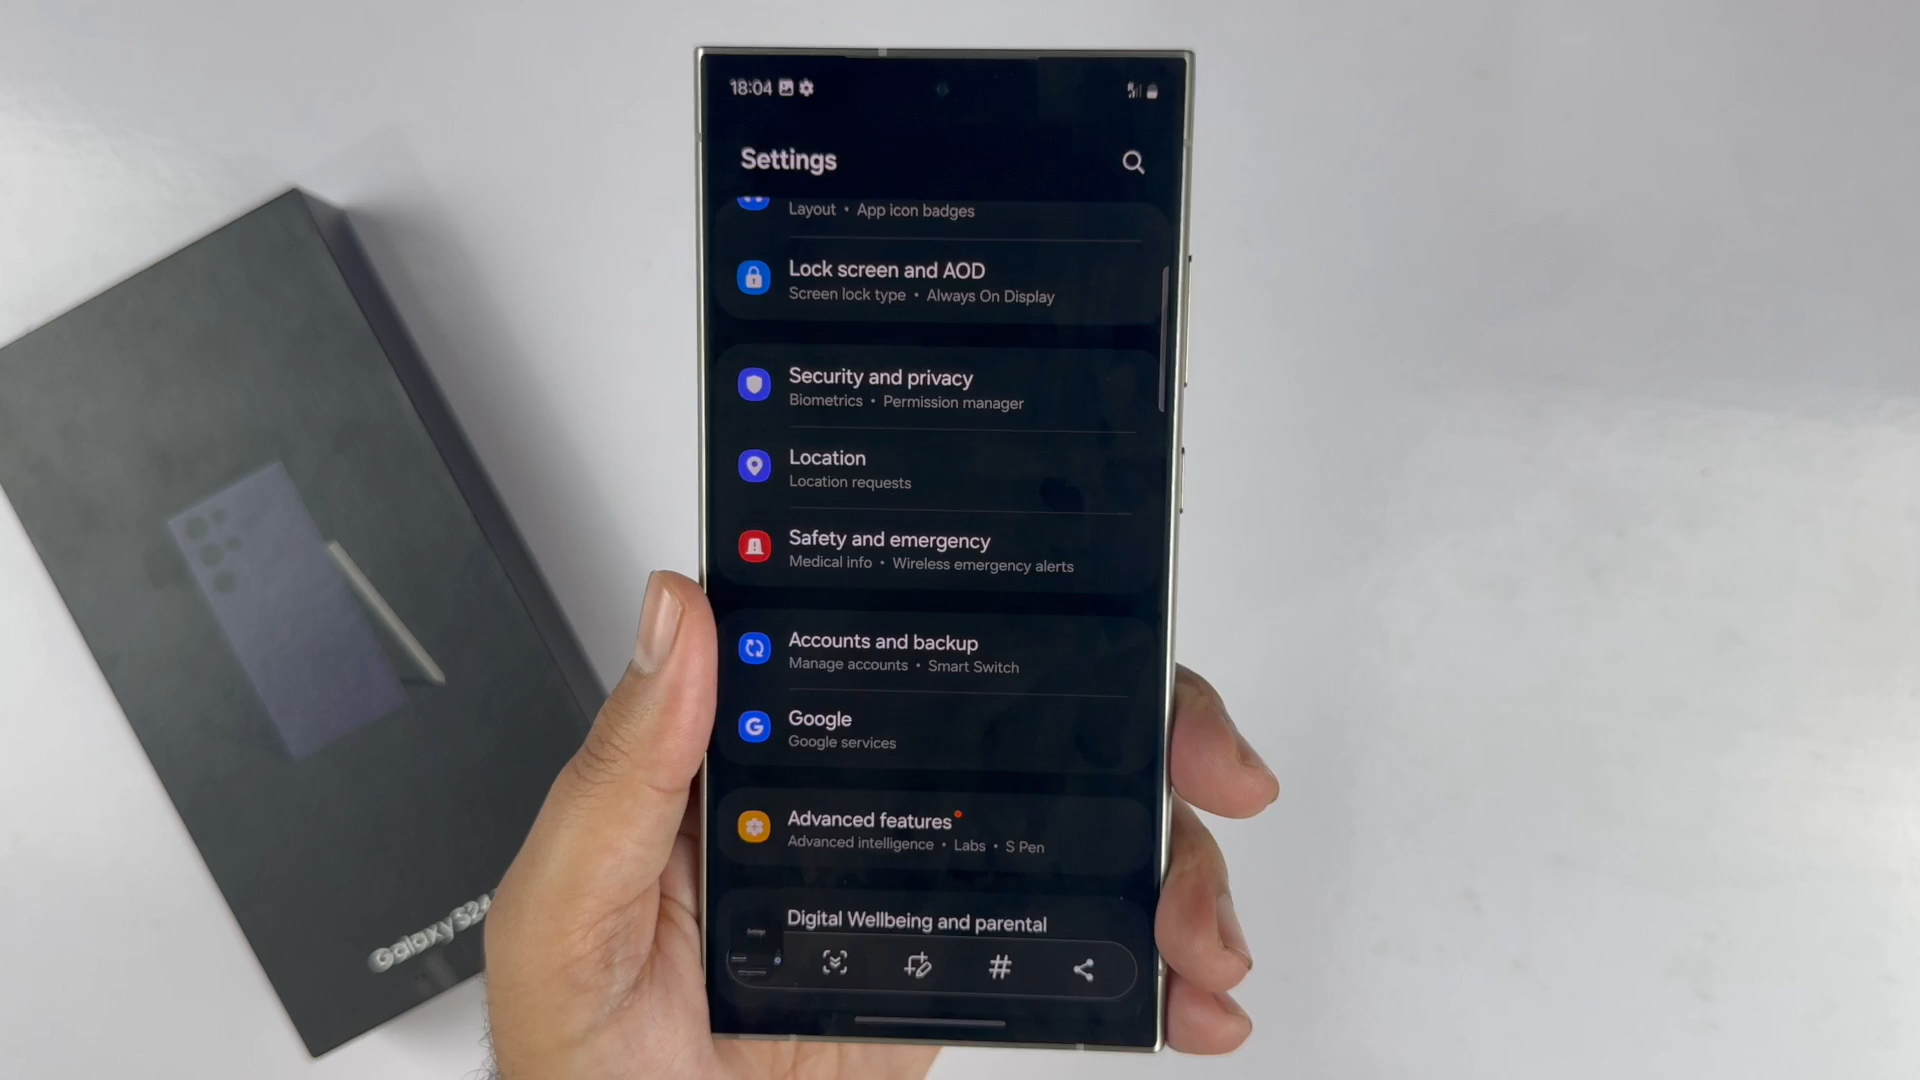 18:04
Settings
Layout • App icon badges
Lock screen and AOD
Screen lock type • Always On Display
Security and privacy
Biometrics • Permission manager
Location
Location requests
Safety and emergency
Medical info • Wireless emergency alerts
Accounts and backup
Manage accounts • Smart Switch
Google
Google services
Advanced features
Advanced intelligence • Labs • S Pen
Digital Wellbeing and parental
Galaxy S24